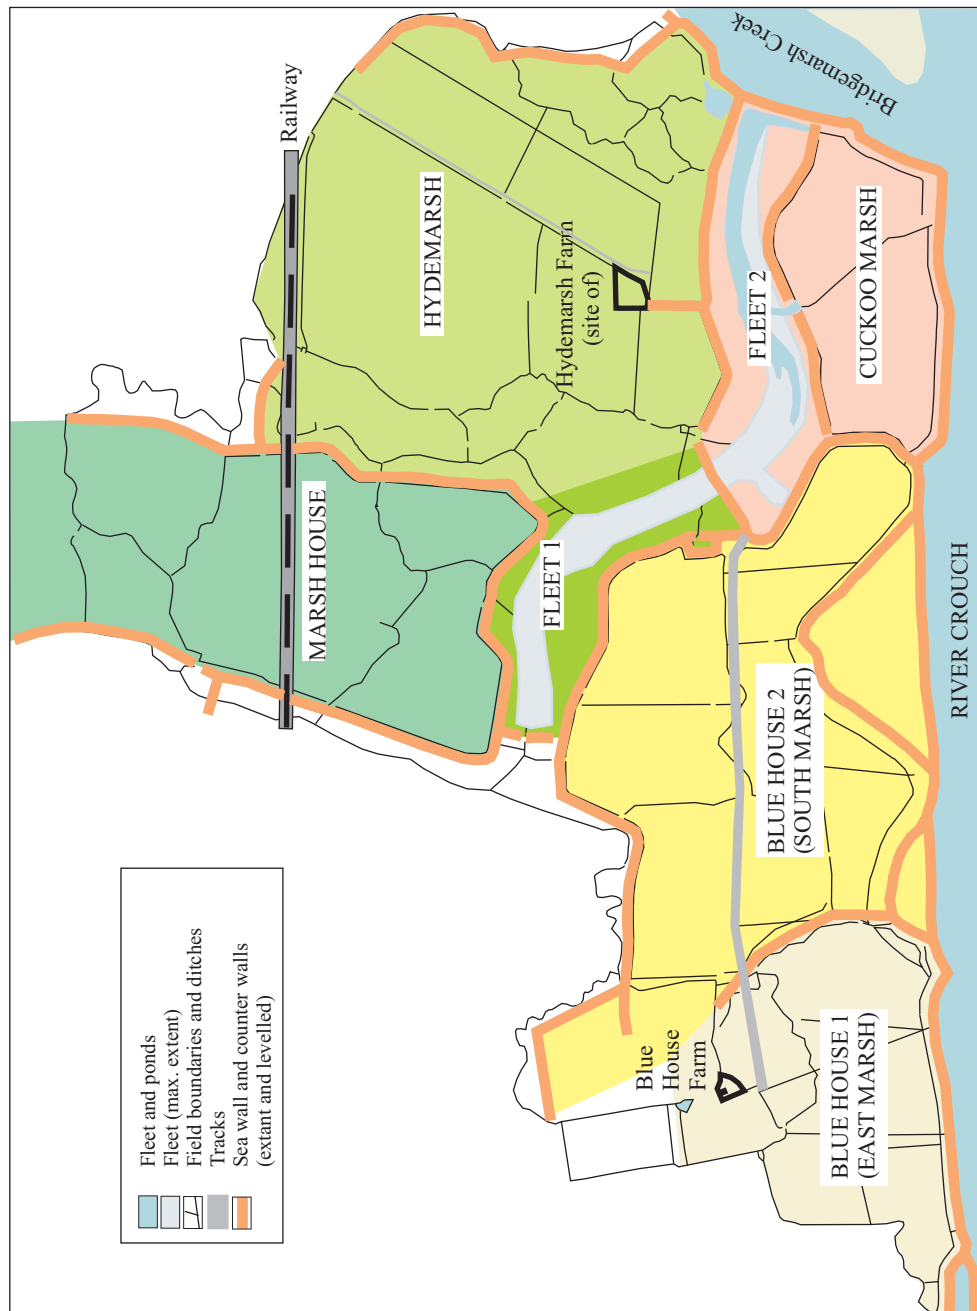 Fleet and ponds
Fleet (max. extent)
Field boundaries and ditches
Tracks
Sea wall and counter walls
(extant and levelled)
Railway
MARSH HOUSE
HYDEMARSH
Hydemarsh Farm
(site of)
FLEET 1
FLEET 2
Bridgemarsh Creek
CUCKOO MARSH
Blue
House
Farm
BLUE HOUSE 1
(EAST MARSH)
BLUE HOUSE 2
(SOUTH MARSH)
RIVER CROUCH